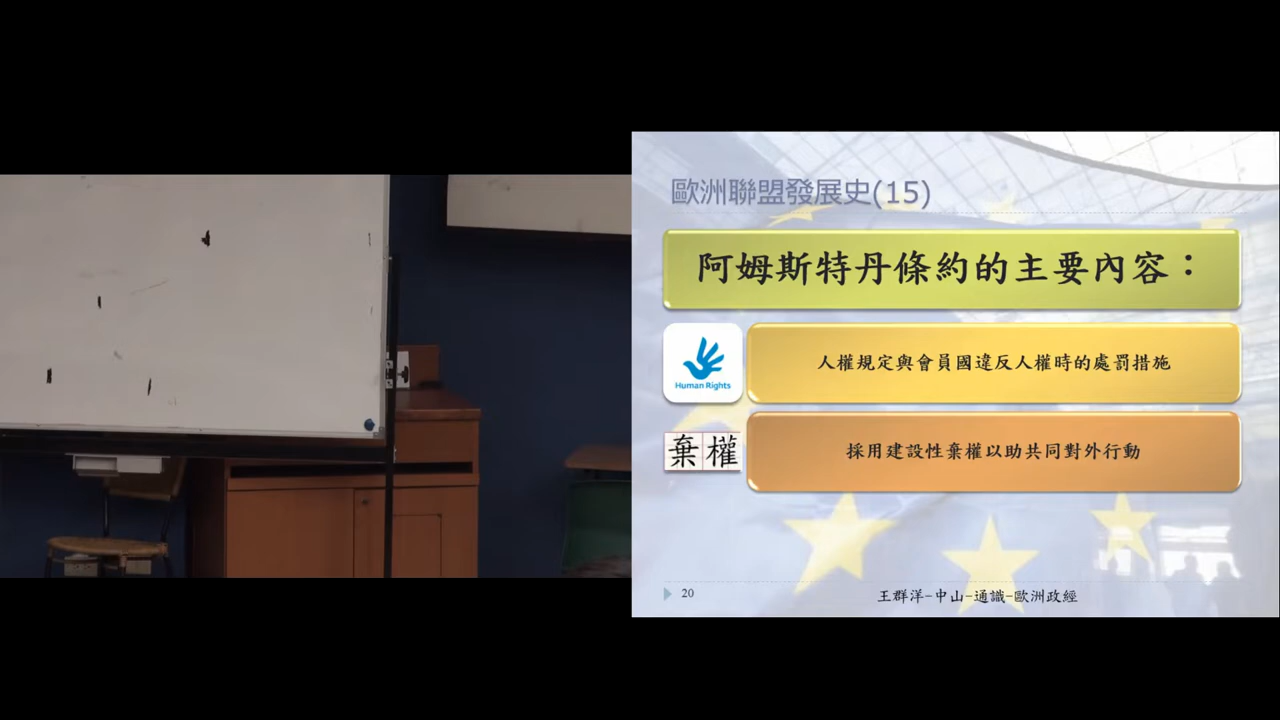 歐洲聯盟發展史(15)
阿姆斯特丹條約的主要內容：
Human Rights
人權規定與會員國違反人權時的處罰措施
棄權
採用建設性棄權以助共同對外行動
20
王群洋-中山-通識-歐洲政經